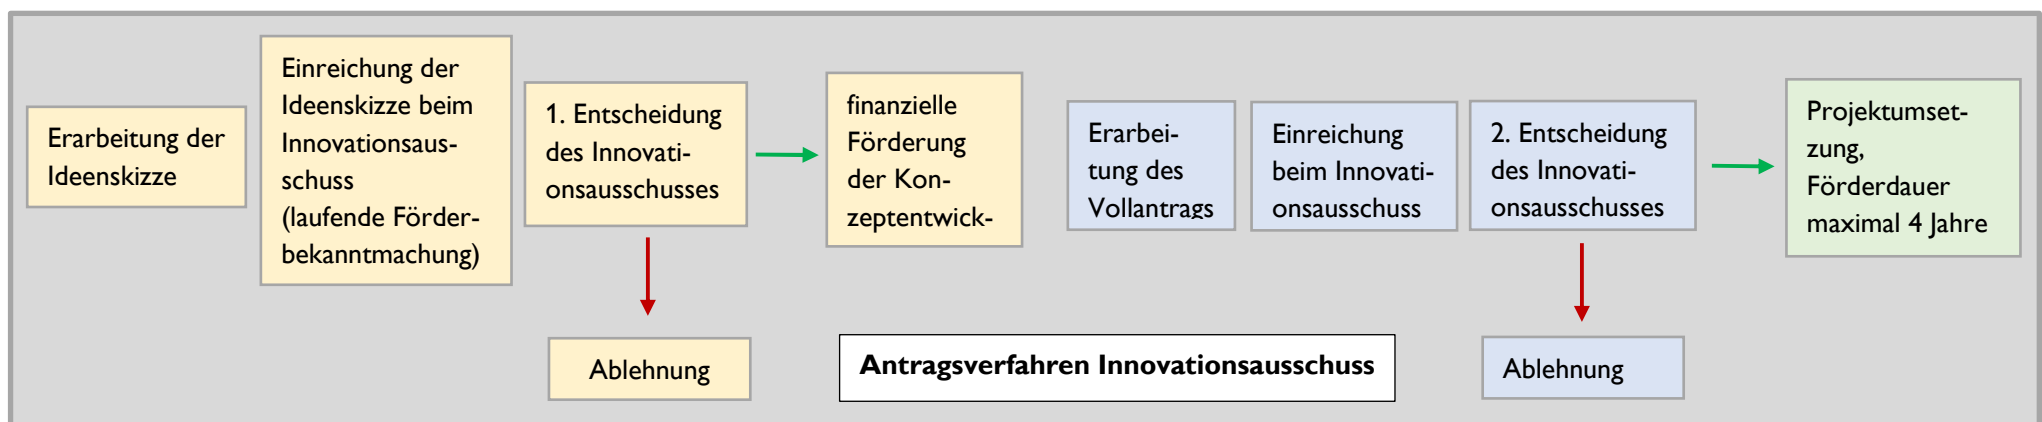 Erarbeitung der
Ideenskizze
Einreichung der
Ideenskizze beim
Innovationsaus-
schuss
(laufende Förder-
bekanntmachung)
1. Entscheidung
des Innovati-
onsausschusses
finanzielle
Förderung
der Kon-
zeptentwick-
Erarbei-
tung des
Vollantrags
Einreichung
beim Innovati-
onsausschuss
2. Entscheidung
des Innovati-
onsausschusses
Projektumset-
zung,
Förderdauer
maximal 4 Jahre
Ablehnung
Antragsverfahren Innovationsausschuss
Ablehnung